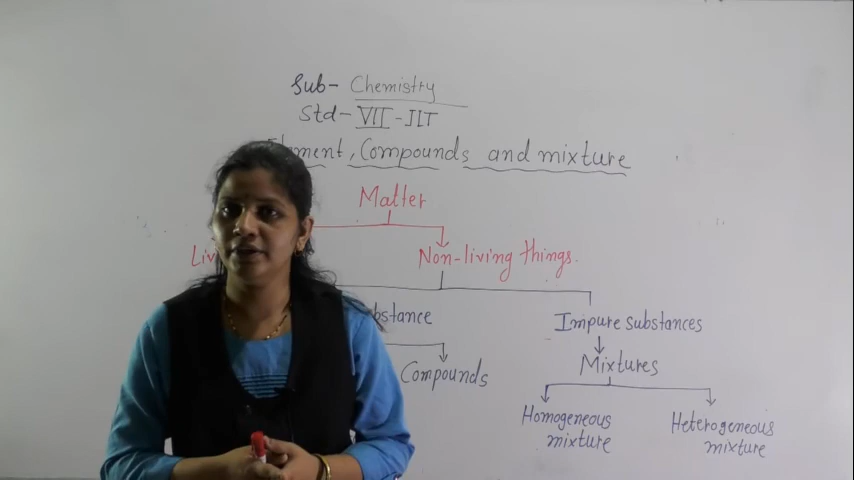 Sub- Chemistry
Std- VII - IIT
Element, Compounds and mixture
Matter
Non-living things.
Impure substances
Mixtures
Compounds
Homogeneous mixture
Heterogeneous mixture